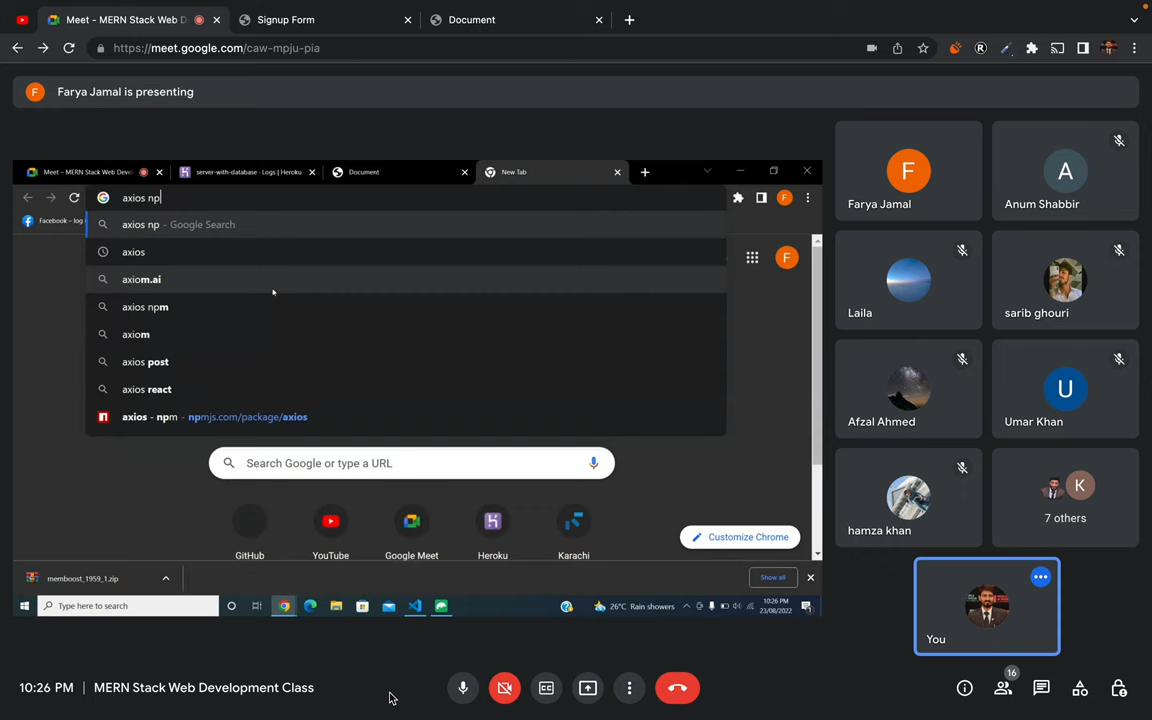 Meet - MERN Stack Web D
Signup Form
Document
https://meet.google.com/caw-mpju-pia
F
Farya Jamal is presenting
Meet – MERN Stack Web Devel
server-with-database · Logs | Heroku
Document
New Tab
axios np
F
Facebook – log
axios np - Google Search
axios
axiom.ai
axios npm
axiom
axios post
axios react
axios - npm - npmjs.com/package/axios
F
Search Google or type a URL
GitHub
YouTube
Google Meet
Heroku
Karachi
Customize Chrome
memboost_1959_1.zip
Show all
Type here to search
26°C Rain showers
10:26 PM
23/08/2022
F
Farya Jamal
A
Anum Shabbir
Laila
sarib ghouri
Afzal Ahmed
U
Umar Khan
hamza khan
K
7 others
You
10:26 PM | MERN Stack Web Development Class
16